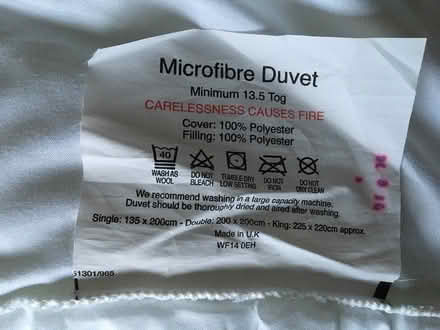 Microfibre Duvet
Minimum 13.5 Tog
CARELESSNESS CAUSES FIRE
Cover: 100% Polyester
Filling: 100% Polyester
40
WASH AS WOOL
DO NOT BLEACH
TUMBLE DRY LOW SETTING
DO NOT IRON
DO NOT DRY CLEAN
We recommend washing in a large capacity machine.
Duvet should be thoroughly dried and aired after washing.
Single: 135 x 200cm - Double: 200 x 200cm - King: 225 x 220cm approx.
Made in U.K
WF14 0EH
51301/965